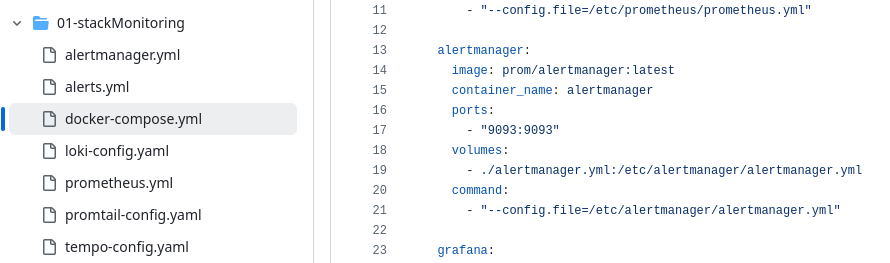 01-stackMonitoring
alertmanager.yml
alerts.yml
docker-compose.yml
loki-config.yaml
prometheus.yml
promtail-config.yaml
tempo-config.yaml
11       - "--config.file=/etc/prometheus/prometheus.yml"
12
13   alertmanager:
14     image: prom/alertmanager:latest
15     container_name: alertmanager
16     ports:
17       - "9093:9093"
18     volumes:
19       - ./alertmanager.yml:/etc/alertmanager/alertmanager.yml
20     command:
21       - "--config.file=/etc/alertmanager/alertmanager.yml"
22
23   grafana: